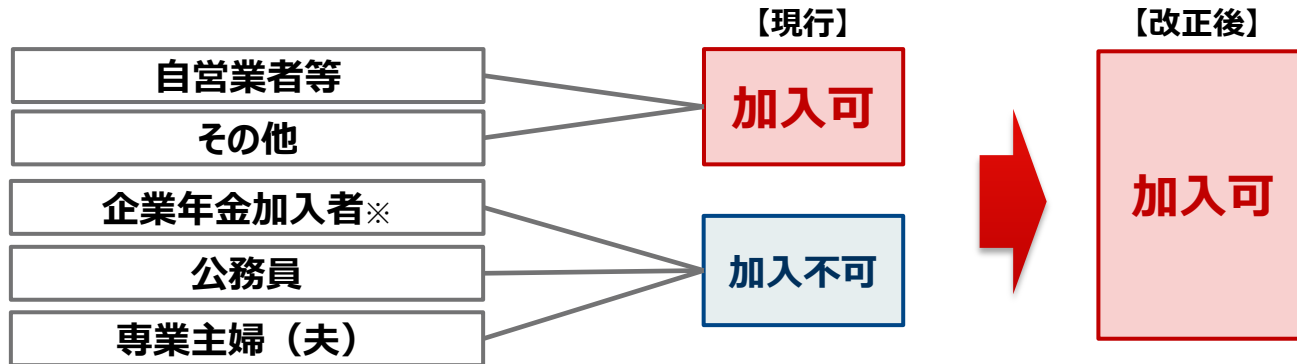 【現行】
【改正後】
自営業者等
その他
企業年金加入者※
公務員
専業主婦（夫）
加入可
加入不可
加入可